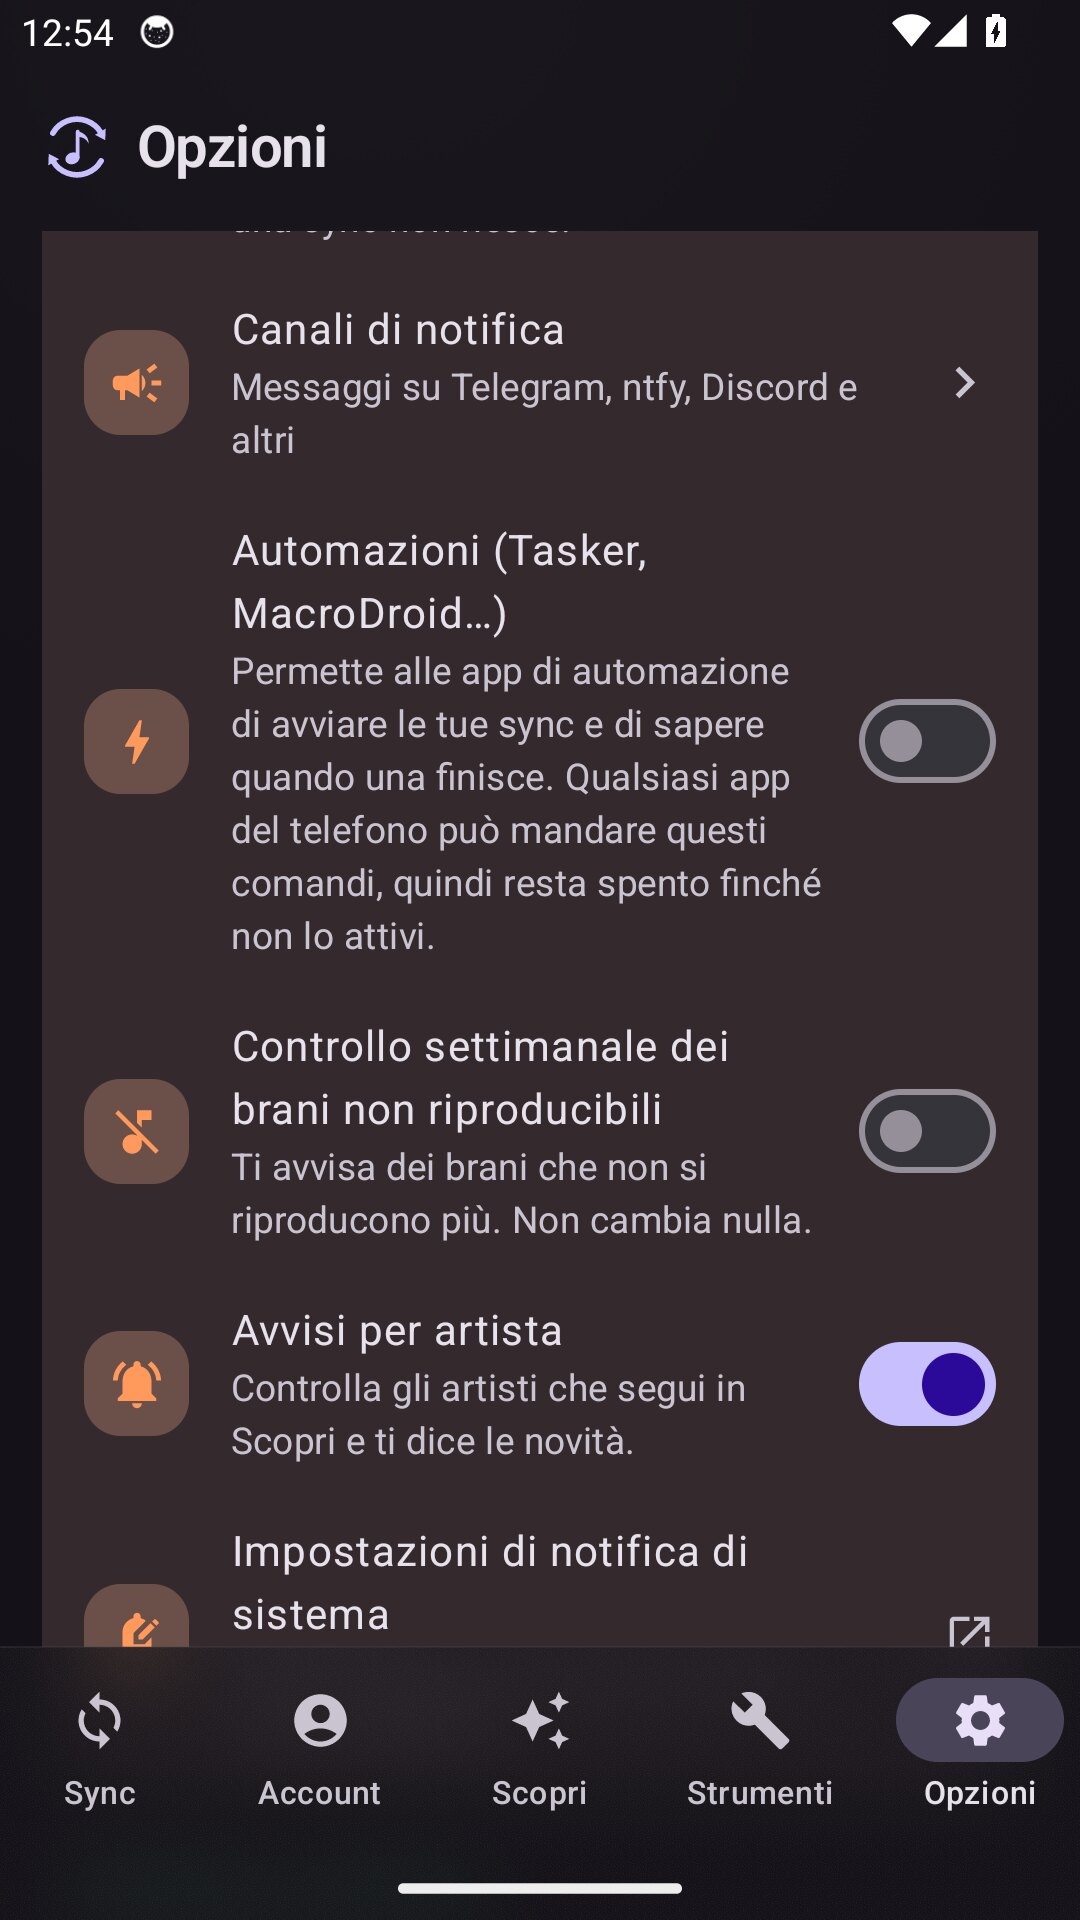 12:54
Opzioni
Canali di notifica
Messaggi su Telegram, ntfy, Discord e
altri
Automazioni (Tasker,
MacroDroid…)
Permette alle app di automazione
di avviare le tue sync e di sapere
quando una finisce. Qualsiasi app
del telefono può mandare questi
comandi, quindi resta spento finché
non lo attivi.
Controllo settimanale dei
brani non riproducibili
Ti avvisa dei brani che non si
riproducono più. Non cambia nulla.
Avvisi per artista
Controlla gli artisti che segui in
Scopri e ti dice le novità.
Impostazioni di notifica di
sistema
Sync
Account
Scopri
Strumenti
Opzioni